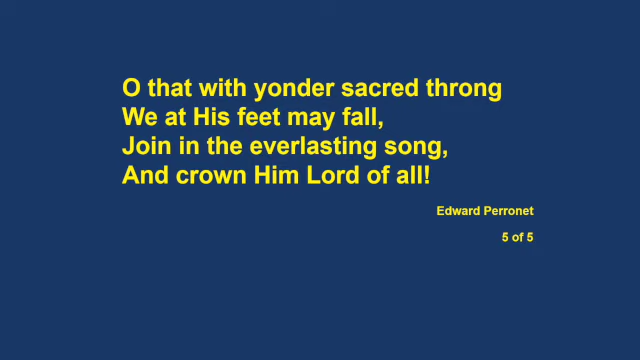 O that with yonder sacred throng
We at His feet may fall,
Join in the everlasting song,
And crown Him Lord of all!
Edward Perronet
5 of 5